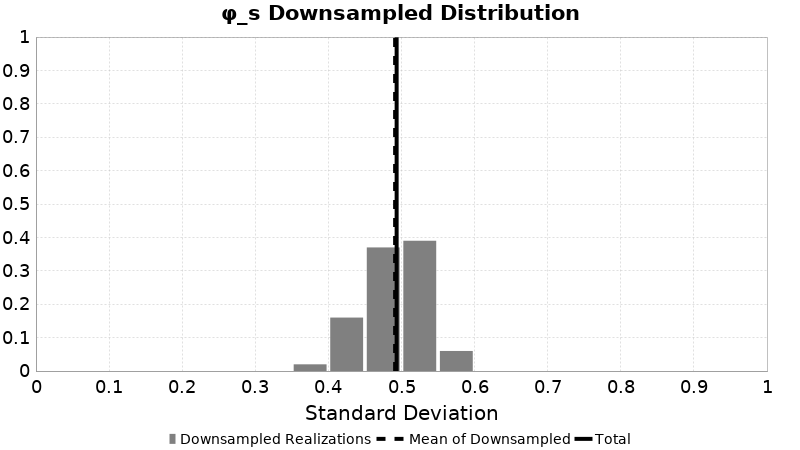 φ_s Downsampled Distribution
1
0.9
0.8
0.7
0.6
0.5
0.4
0.3
0.2
0.1
0
0 0.1 0.2 0.3 0.4 0.5 0.6 0.7 0.8 0.9 1
Standard Deviation
Downsampled Realizations Mean of Downsampled Total